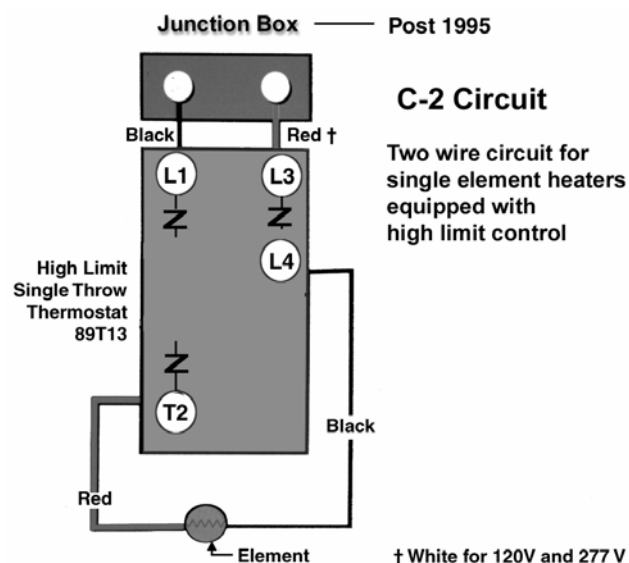 Junction Box — Post 1995
C-2 Circuit
Two wire circuit for
single element heaters
equipped with
high limit control
Black
Red †
L1
L3
L4
High Limit
Single Throw
Thermostat
89T13
T2
Black
Red
Element
† White for 120V and 277 V